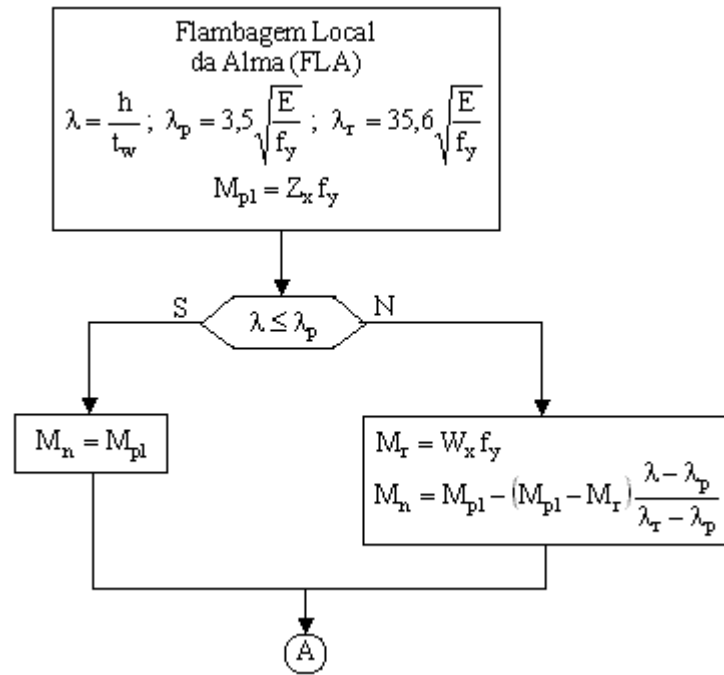 Flambagem Local
da Alma (FLA)
λ = h/t_w ; λ_p = 3,5√(E/f_y) ; λ_r = 35,6√(E/f_y)
M_pl = Z_x f_y
S
λ ≤ λ_p
N
M_n = M_pl
M_r = W_x f_y
M_n = M_pl − (M_pl − M_r) (λ − λ_p)/(λ_r − λ_p)
A